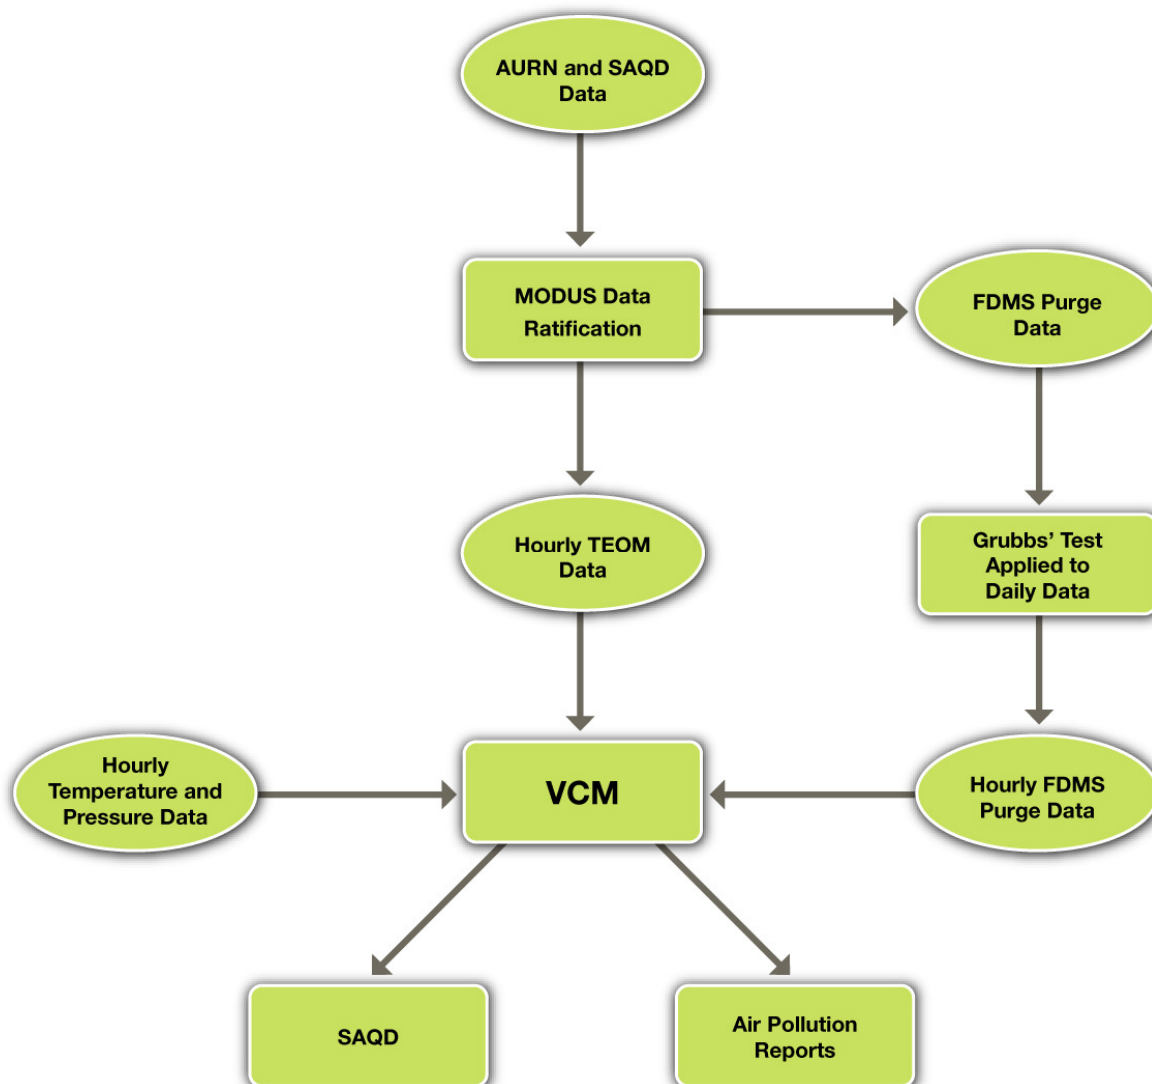 AURN and SAQD
Data
MODUS Data
Ratification
FDMS Purge
Data
Hourly TEOM
Data
Grubbs’ Test
Applied to
Daily Data
Hourly
Temperature and
Pressure Data
VCM
Hourly FDMS
Purge Data
SAQD
Air Pollution
Reports